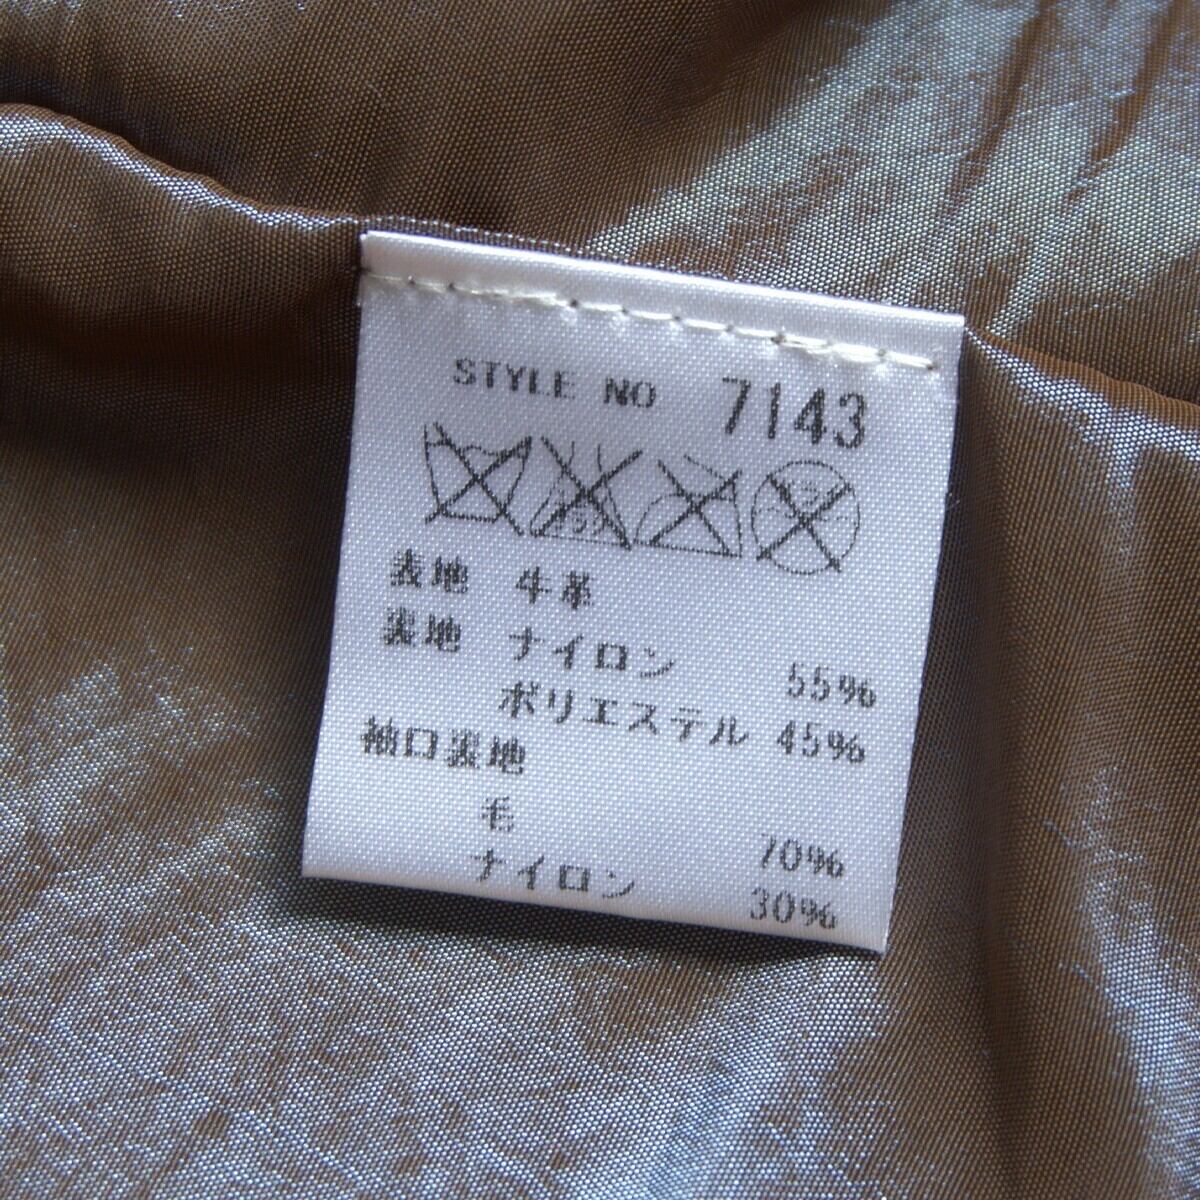 STYLE NO 7143
表地 牛革
裏地 ナイロン 55%
ポリエステル 45%
袖口裏地
毛 70%
ナイロン 30%